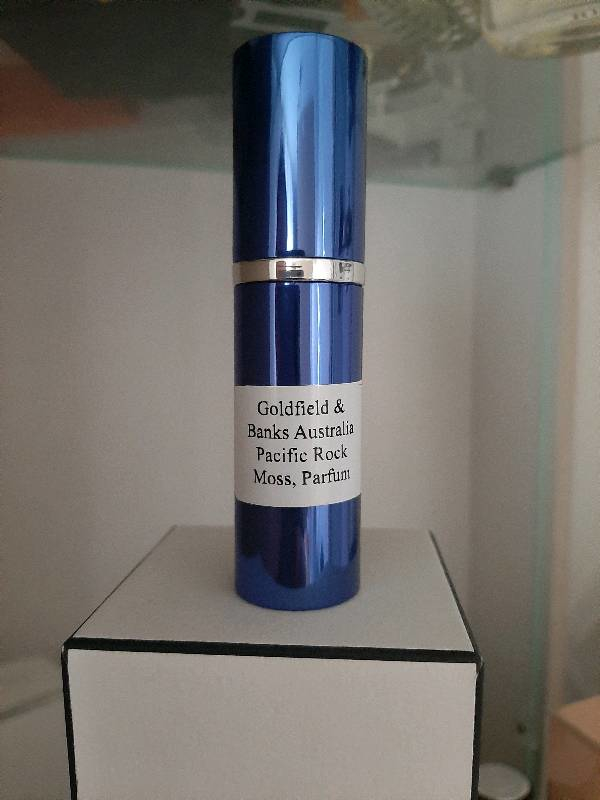 Goldfield &
Banks Australia
Pacific Rock
Moss, Parfum